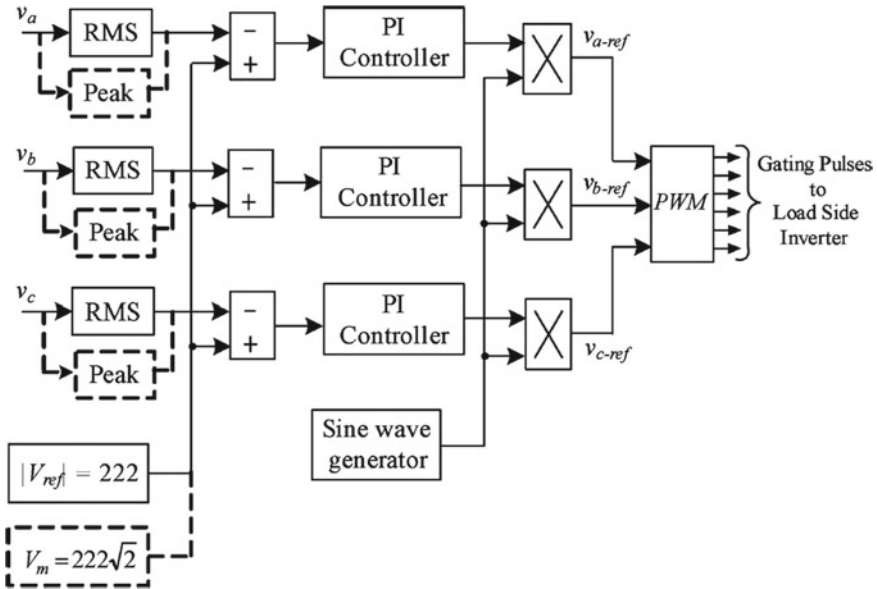 v_a
RMS
Peak
-
+
PI
Controller
v_a-ref
v_b
RMS
Peak
-
+
PI
Controller
v_b-ref
PWM
Gating Pulses
to
Load Side
Inverter
v_c
RMS
Peak
-
+
PI
Controller
v_c-ref
Sine wave
generator
|V_ref| = 222
V_m = 222√2